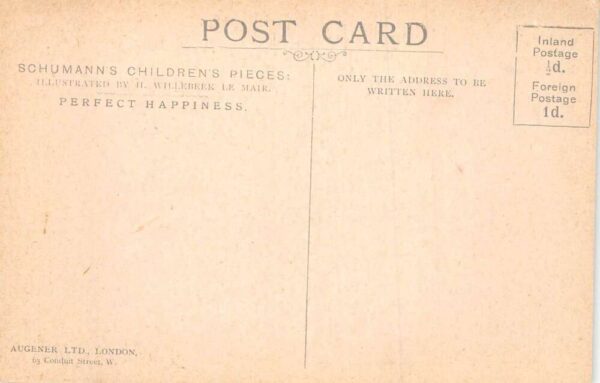 POST CARD
SCHUMANN'S CHILDREN'S PIECES:
ILLUSTRATED BY H. WILLEBEEK LE MAIR.
PERFECT HAPPINESS.
ONLY THE ADDRESS TO BE
WRITTEN HERE.
Inland
Postage
½d.
Foreign
Postage
1d.
AUGENER LTD., LONDON,
63 Conduit Street, W.